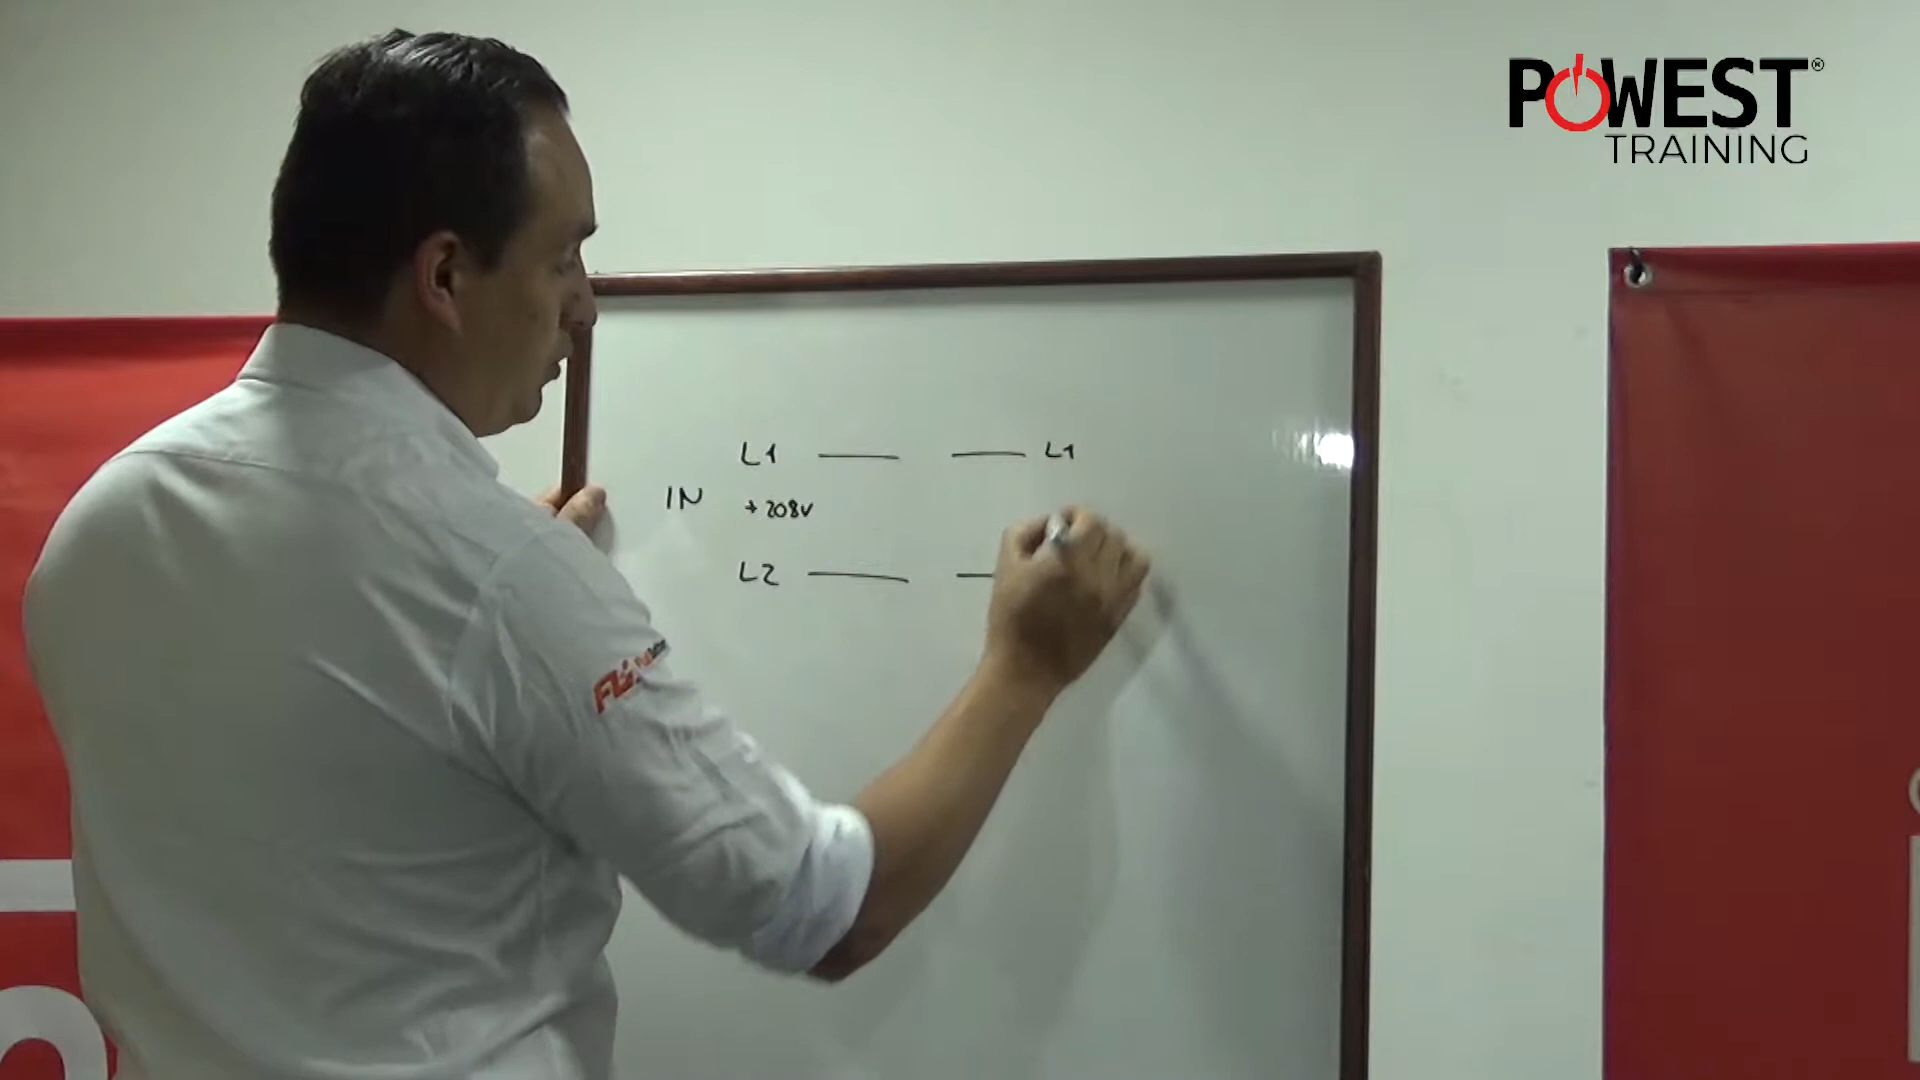 POWEST®
TRAINING
L1 L1
IN + 208V
L2